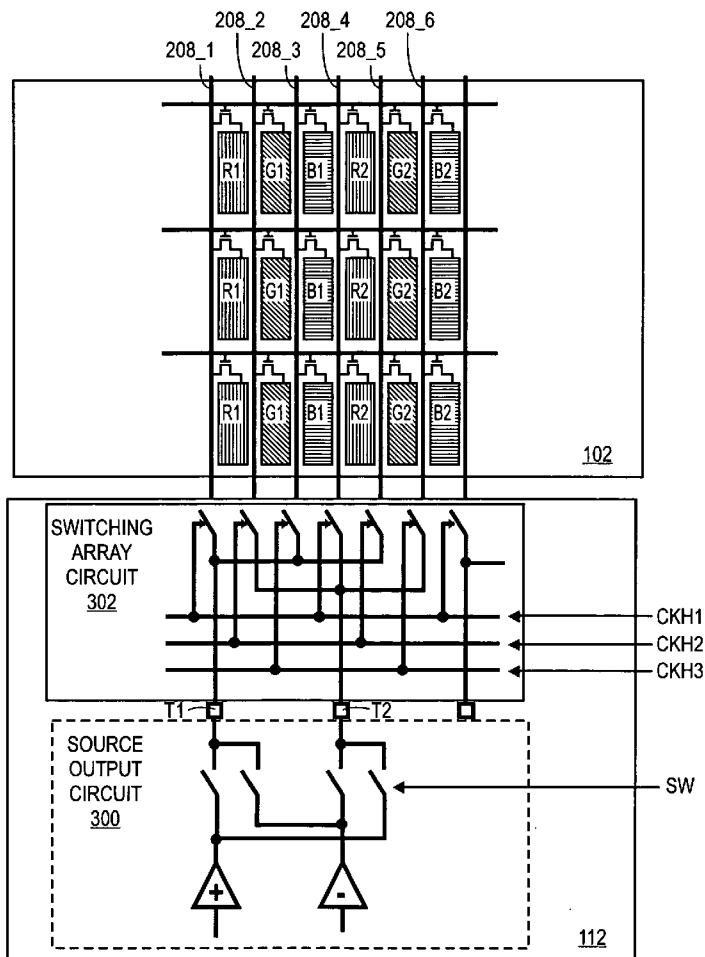 208_1
208_2
208_3
208_4
208_5
208_6
R1 G1 B1 R2 G2 B2
R1 G1 B1 R2 G2 B2
R1 G1 B1 R2 G2 B2
102
SWITCHING
ARRAY
CIRCUIT
302
CKH1
CKH2
CKH3
T1
T2
SOURCE
OUTPUT
CIRCUIT
300
SW
+
-
112